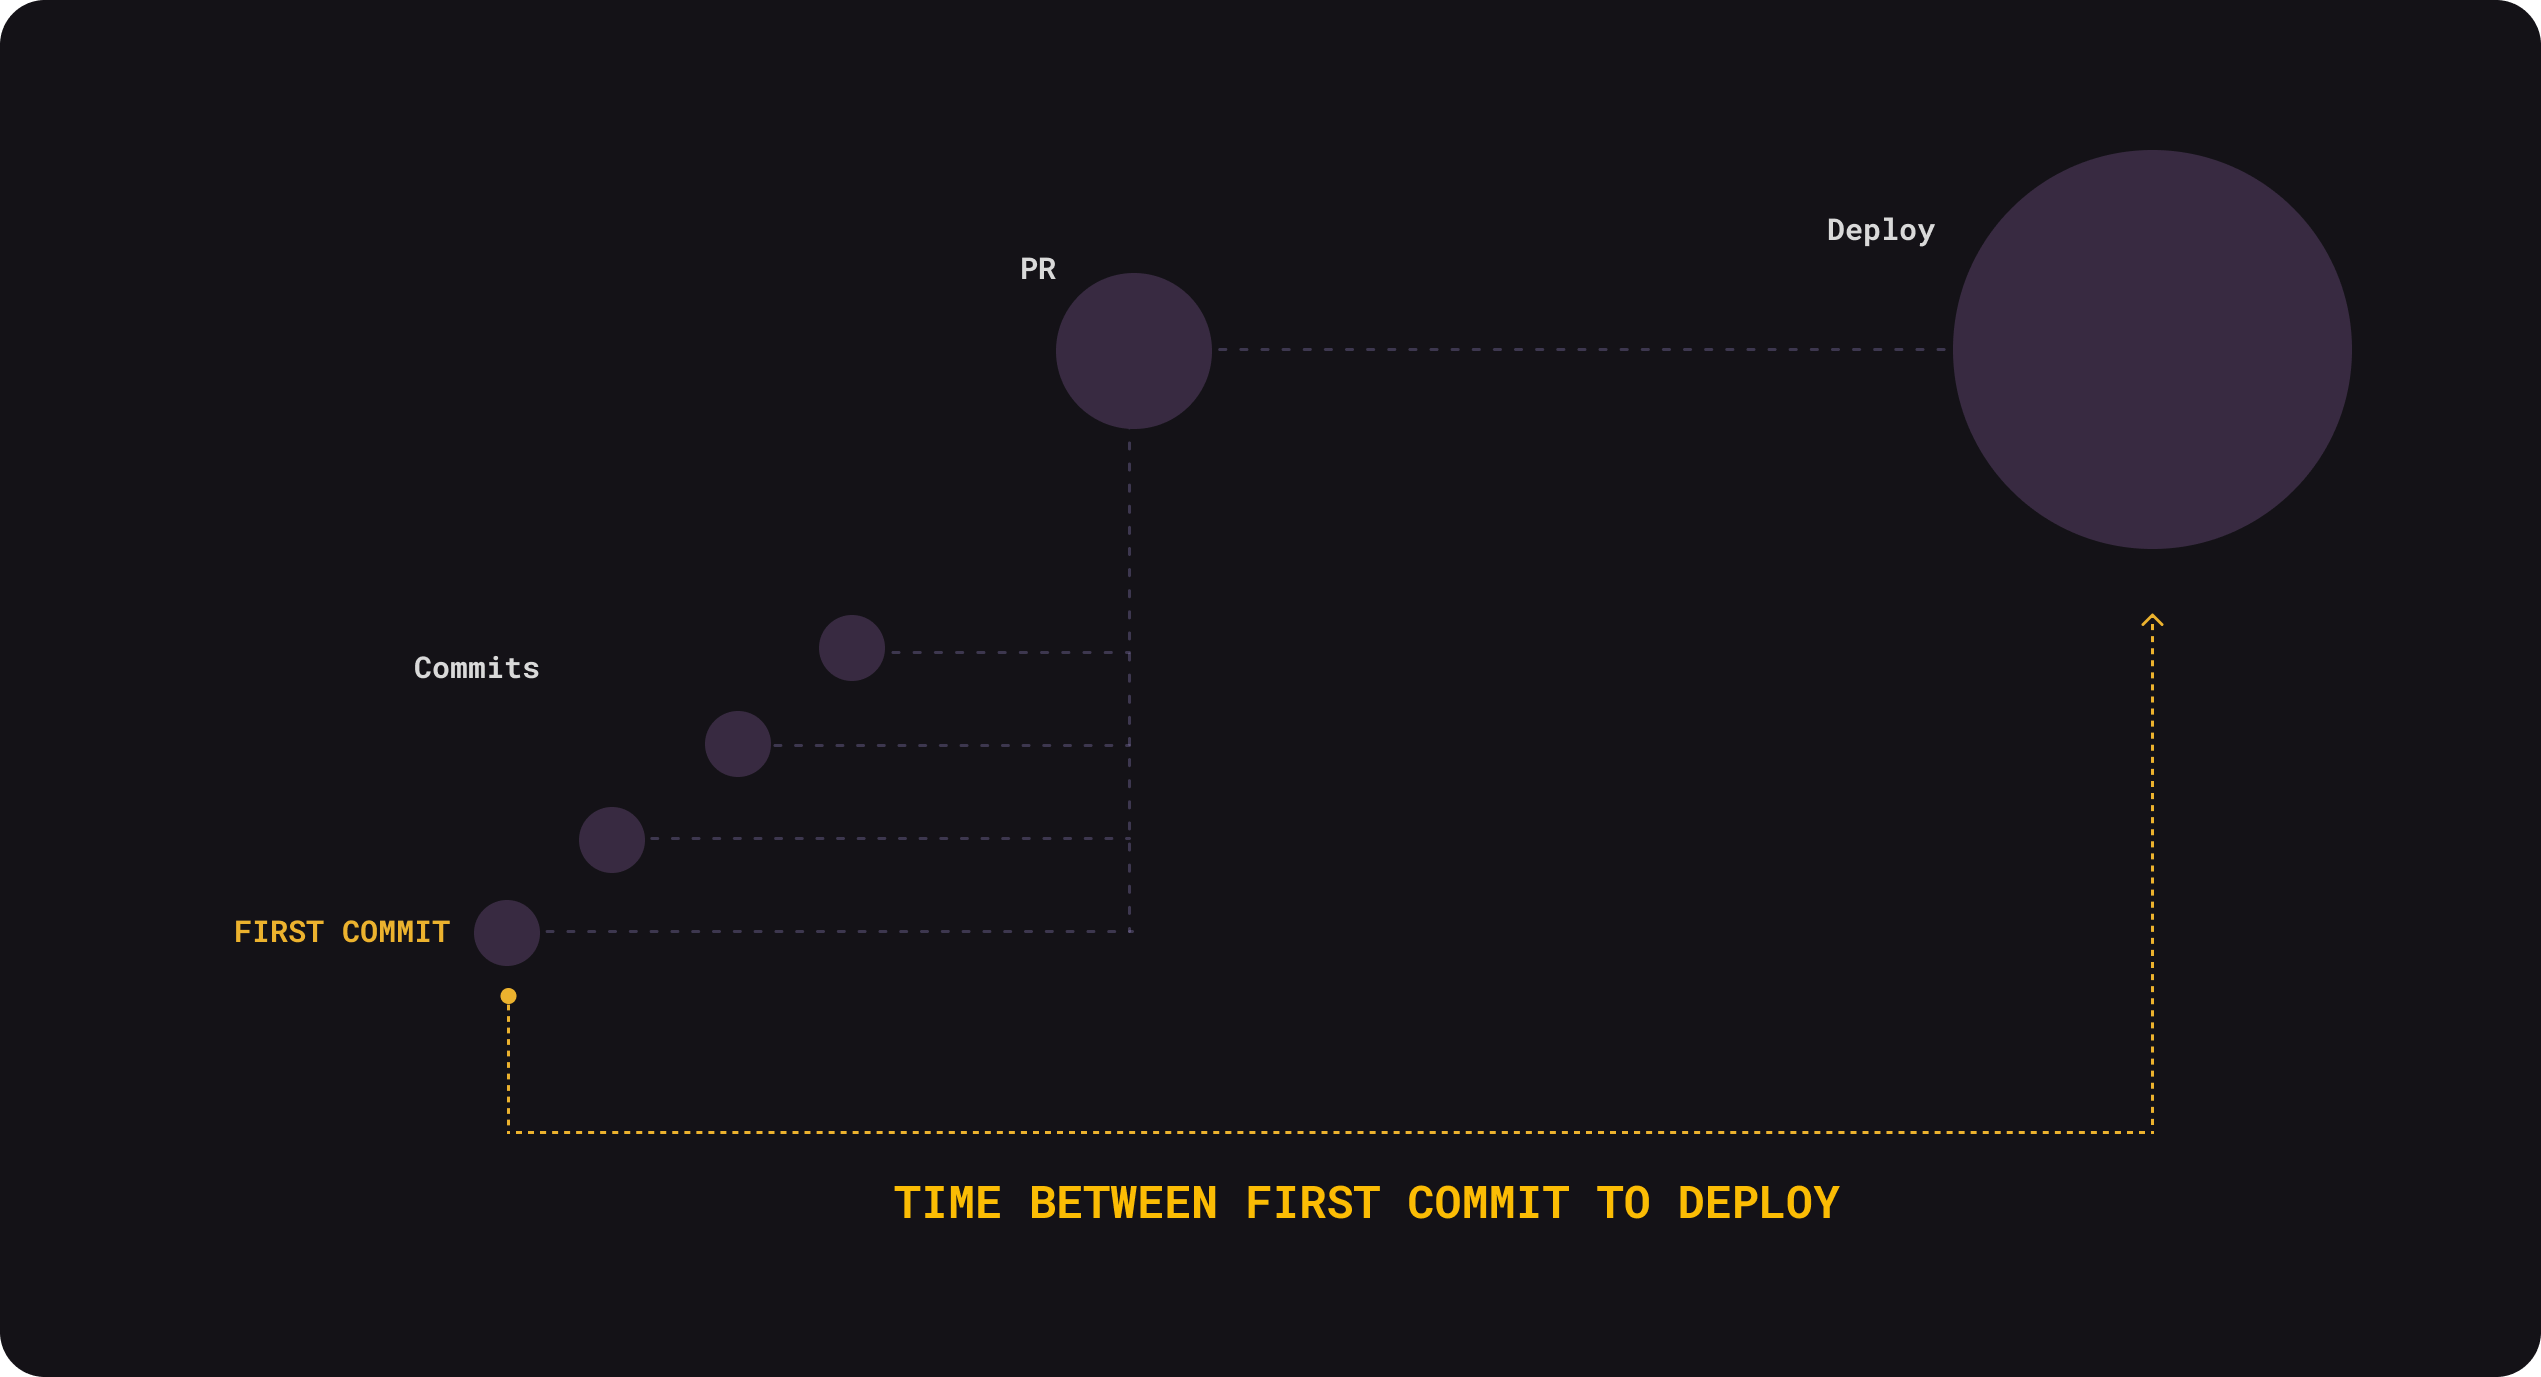 Deploy
PR
Commits
FIRST COMMIT
TIME BETWEEN FIRST COMMIT TO DEPLOY